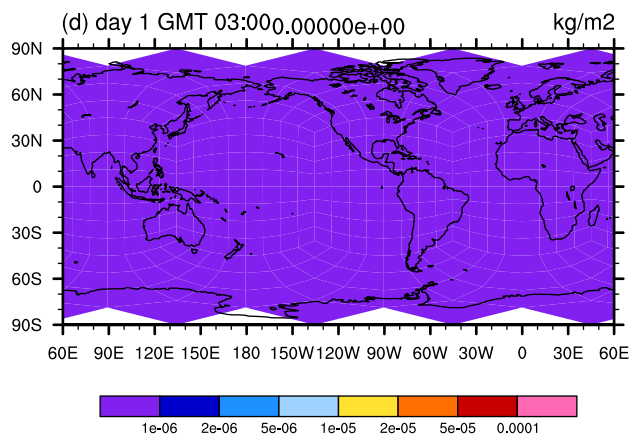 (d) day 1 GMT 03:00 0.00000e+00 kg/m2
90N
60N
30N
0
30S
60S
90S
60E 90E 120E 150E 180 150W 120W 90W 60W 30W 0 30E 60E
1e-06 2e-06 5e-06 1e-05 2e-05 5e-05 0.0001